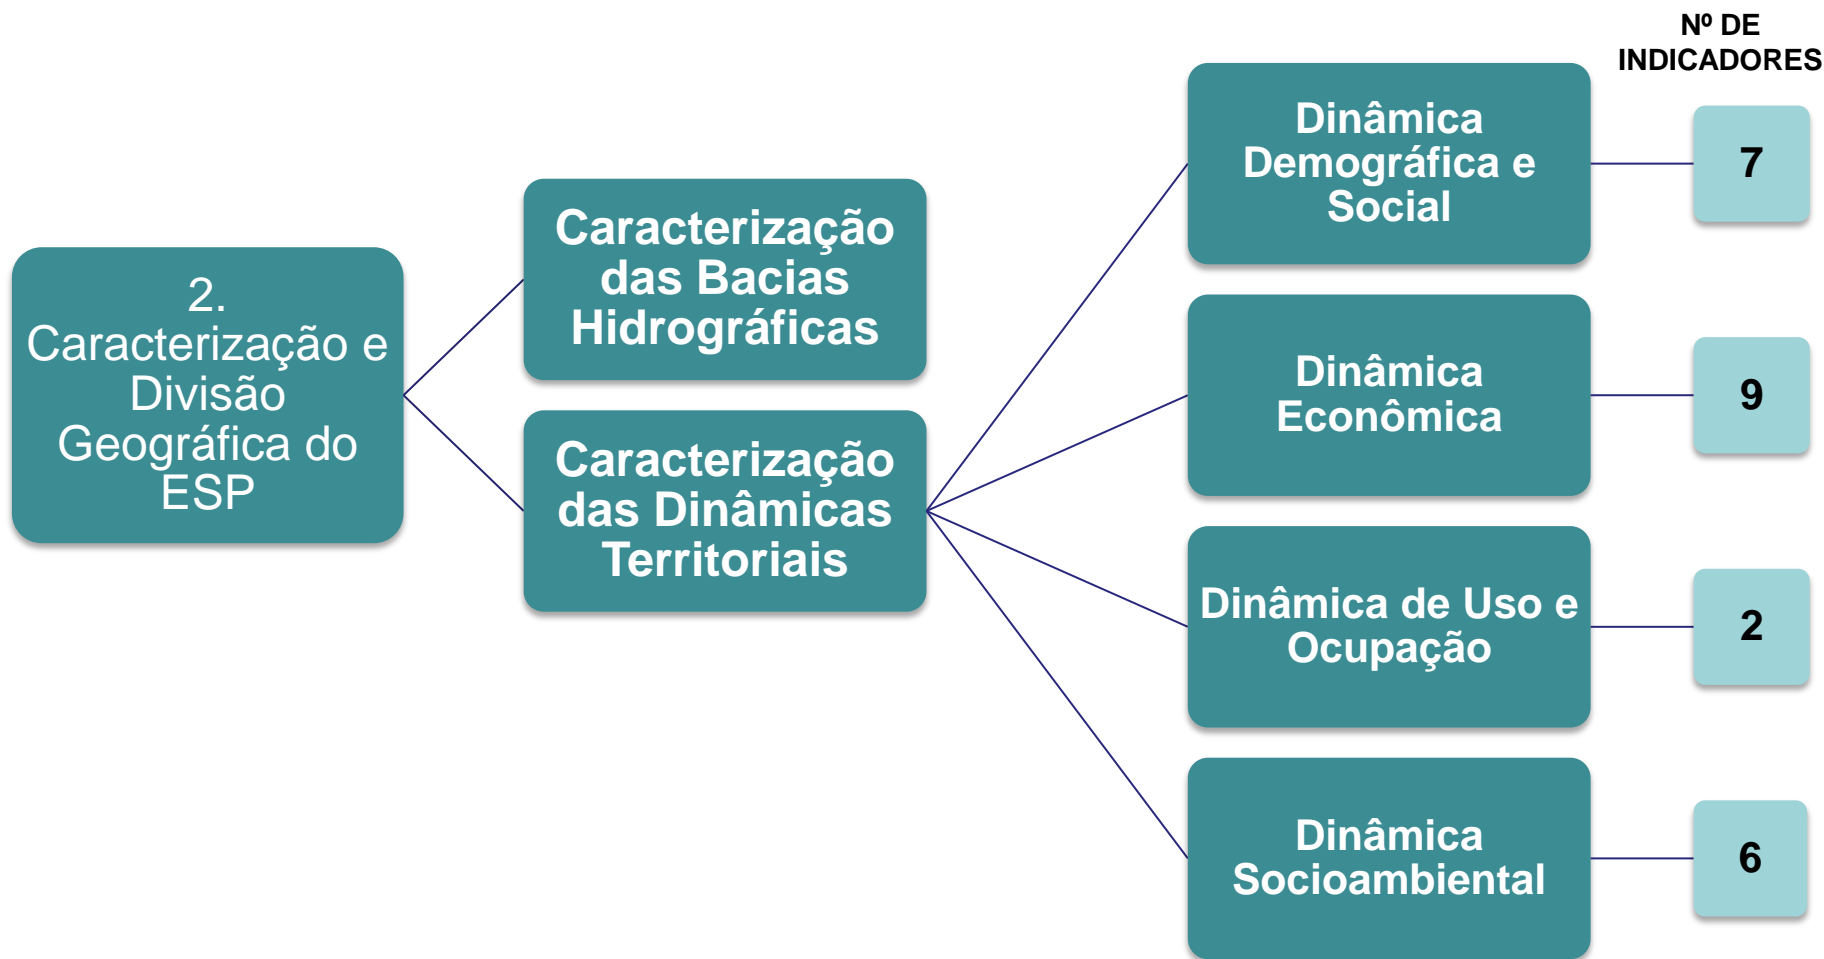 Nº DE
INDICADORES
2.
Caracterização e
Divisão
Geográfica do
ESP
Caracterização
das Bacias
Hidrográficas
Caracterização
das Dinâmicas
Territoriais
Dinâmica
Demográfica e
Social
7
Dinâmica
Econômica
9
Dinâmica de Uso e
Ocupação
2
Dinâmica
Socioambiental
6